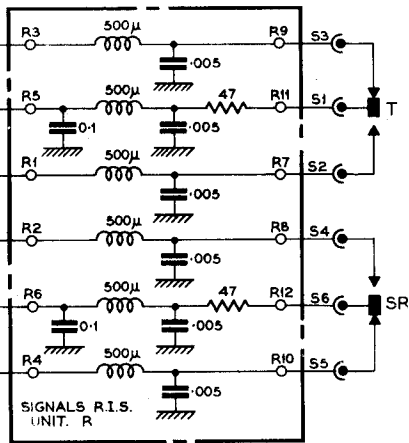 R3 500μ R9 S3
.005
R5 500μ 47 R11 S1 T
0.1 .005
R1 500μ R7 S2
.005
R2 500μ R8 S4
.005
R6 500μ 47 R12 S6 SR
0.1 .005
R4 500μ R10 S5
.005
SIGNALS R.I.S.
UNIT. R